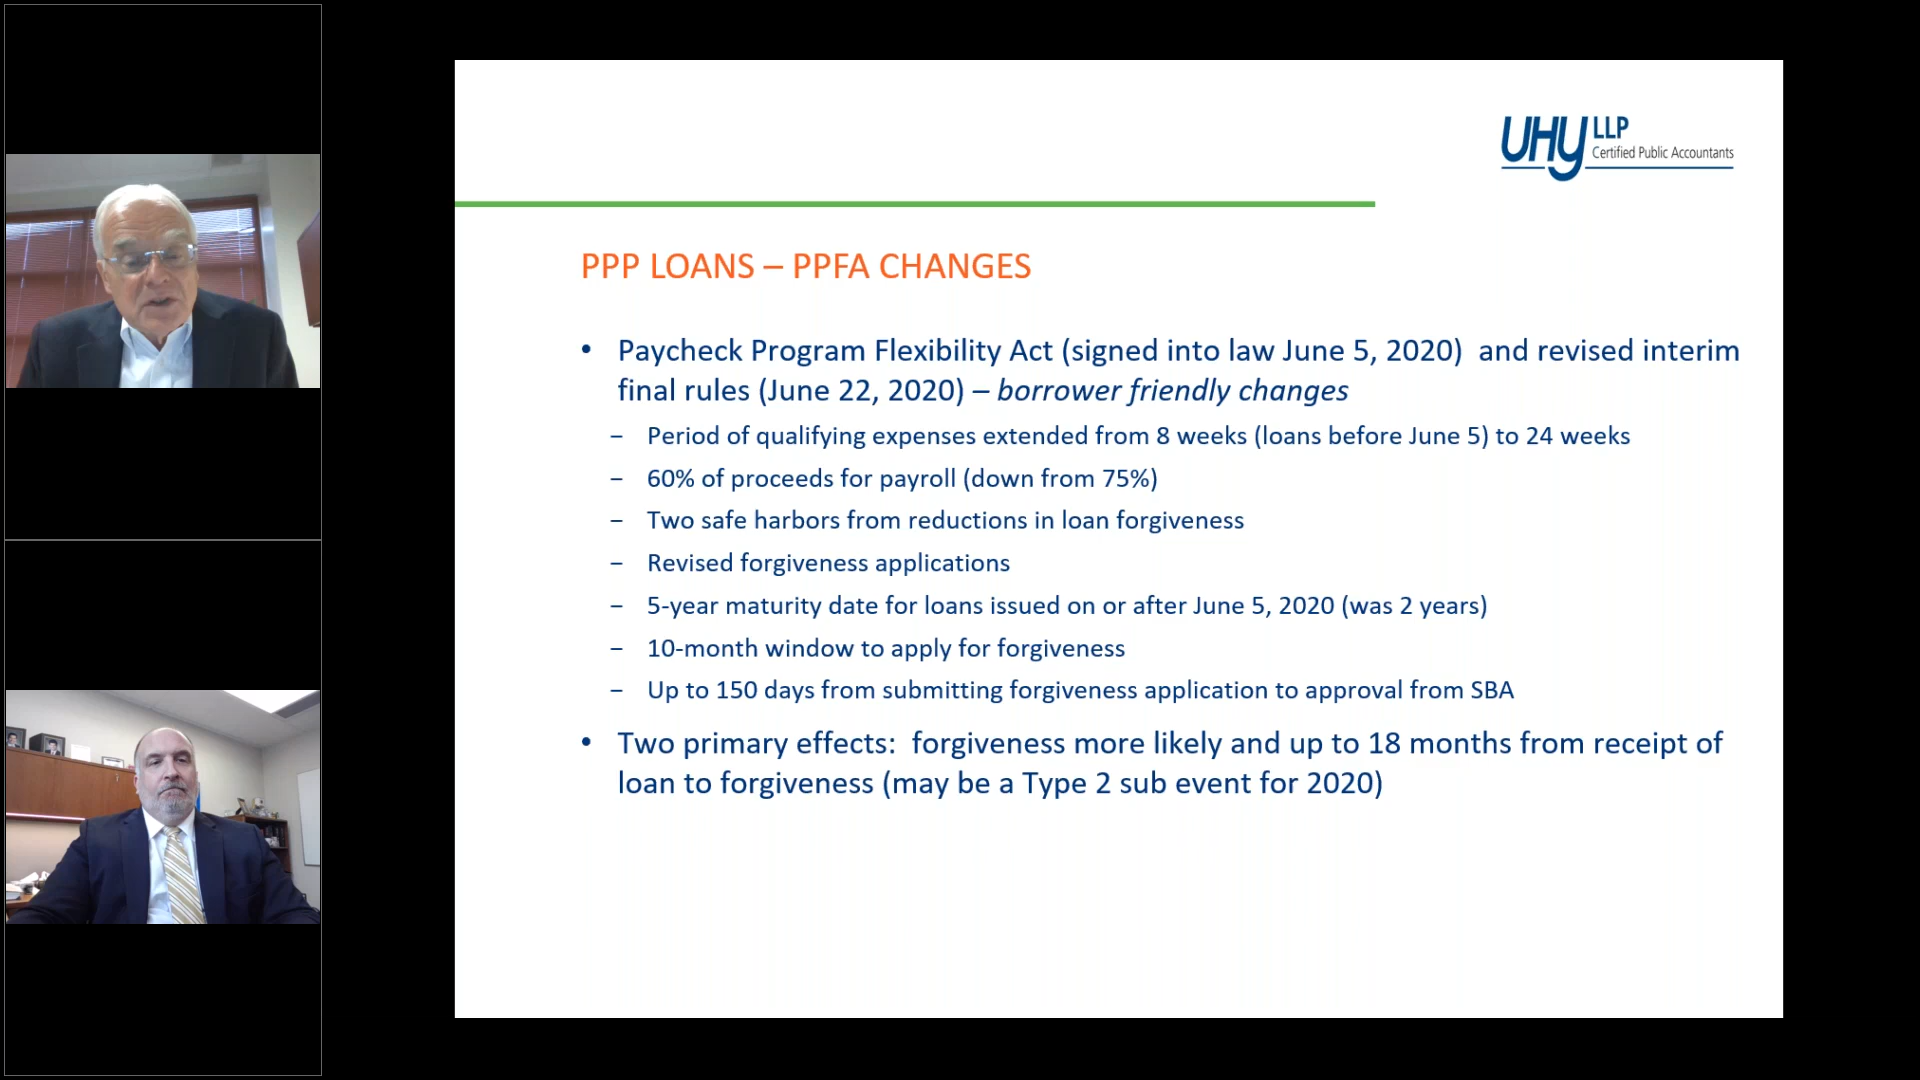 UHY LLP
Certified Public Accountants
PPP LOANS – PPFA CHANGES
• Paycheck Program Flexibility Act (signed into law June 5, 2020)  and revised interim
final rules (June 22, 2020) – borrower friendly changes
– Period of qualifying expenses extended from 8 weeks (loans before June 5) to 24 weeks
– 60% of proceeds for payroll (down from 75%)
– Two safe harbors from reductions in loan forgiveness
– Revised forgiveness applications
– 5-year maturity date for loans issued on or after June 5, 2020 (was 2 years)
– 10-month window to apply for forgiveness
– Up to 150 days from submitting forgiveness application to approval from SBA
• Two primary effects:  forgiveness more likely and up to 18 months from receipt of
loan to forgiveness (may be a Type 2 sub event for 2020)